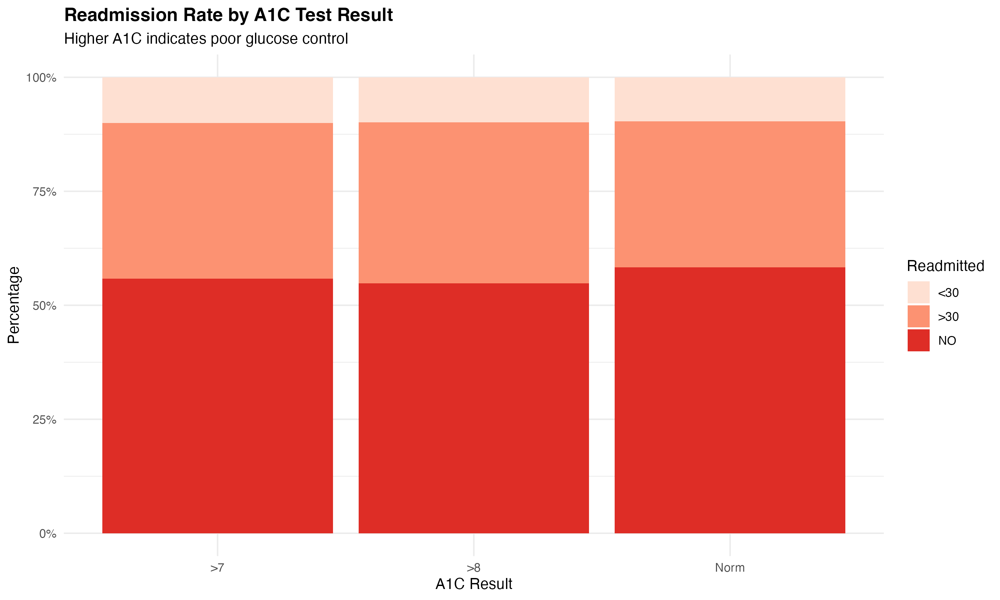 Readmission Rate by A1C Test Result
Higher A1C indicates poor glucose control
100%
75%
50%
25%
0%
Percentage
>7
>8
Norm
A1C Result
Readmitted
<30
>30
NO